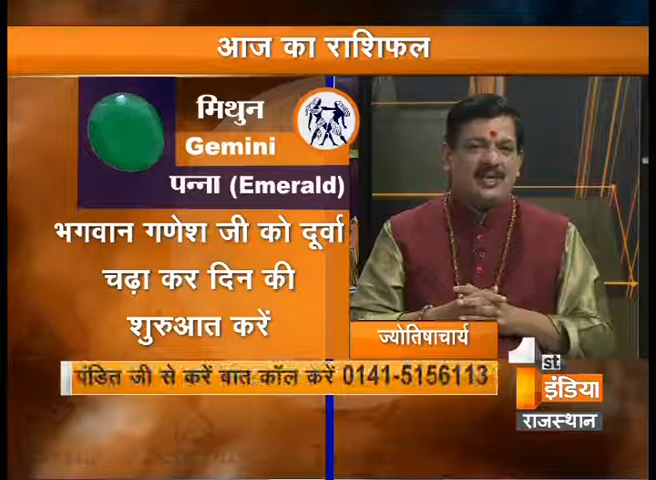 आज का राशिफल
मिथुन
Gemini
पन्ना (Emerald)
भगवान गणेश जी को दूर्वा
चढ़ा कर दिन की
शुरुआत करें
ज्योतिषाचार्य
पंडित जी से करें बात कॉल करें 0141-5156113
1st
इंडिया
राजस्थान